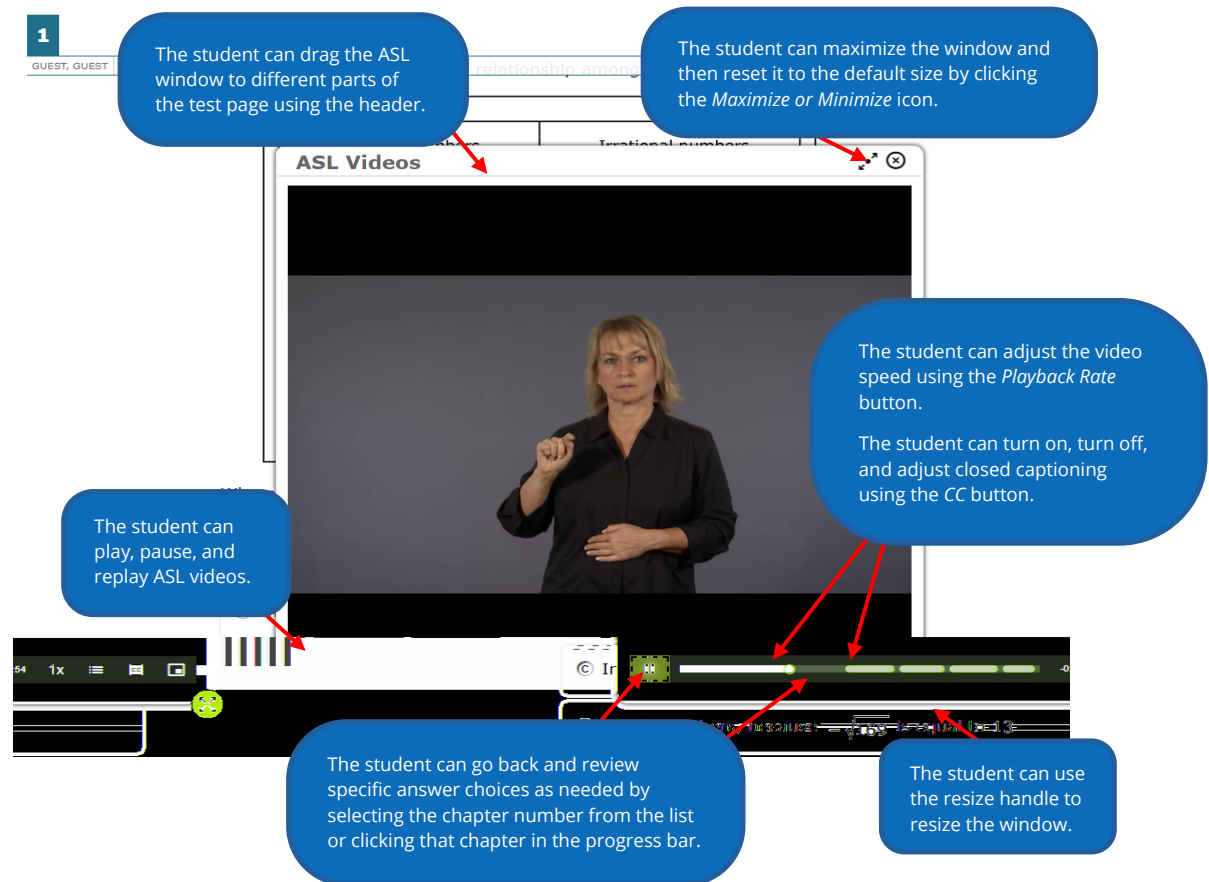 1
GUEST, GUEST
The student can drag the ASL
window to different parts of
the test page using the header.
relationship among
The student can maximize the window and
then reset it to the default size by clicking
the Maximize or Minimize icon.
Irrational numbers
ASL Videos
The student can adjust the video
speed using the Playback Rate
button.
The student can turn on, turn off,
and adjust closed captioning
using the CC button.
The student can
play, pause, and
replay ASL videos.
:54 1x
C Ir
-0:
The student can go back and review
specific answer choices as needed by
selecting the chapter number from the list
or clicking that chapter in the progress bar.
The student can use
the resize handle to
resize the window.